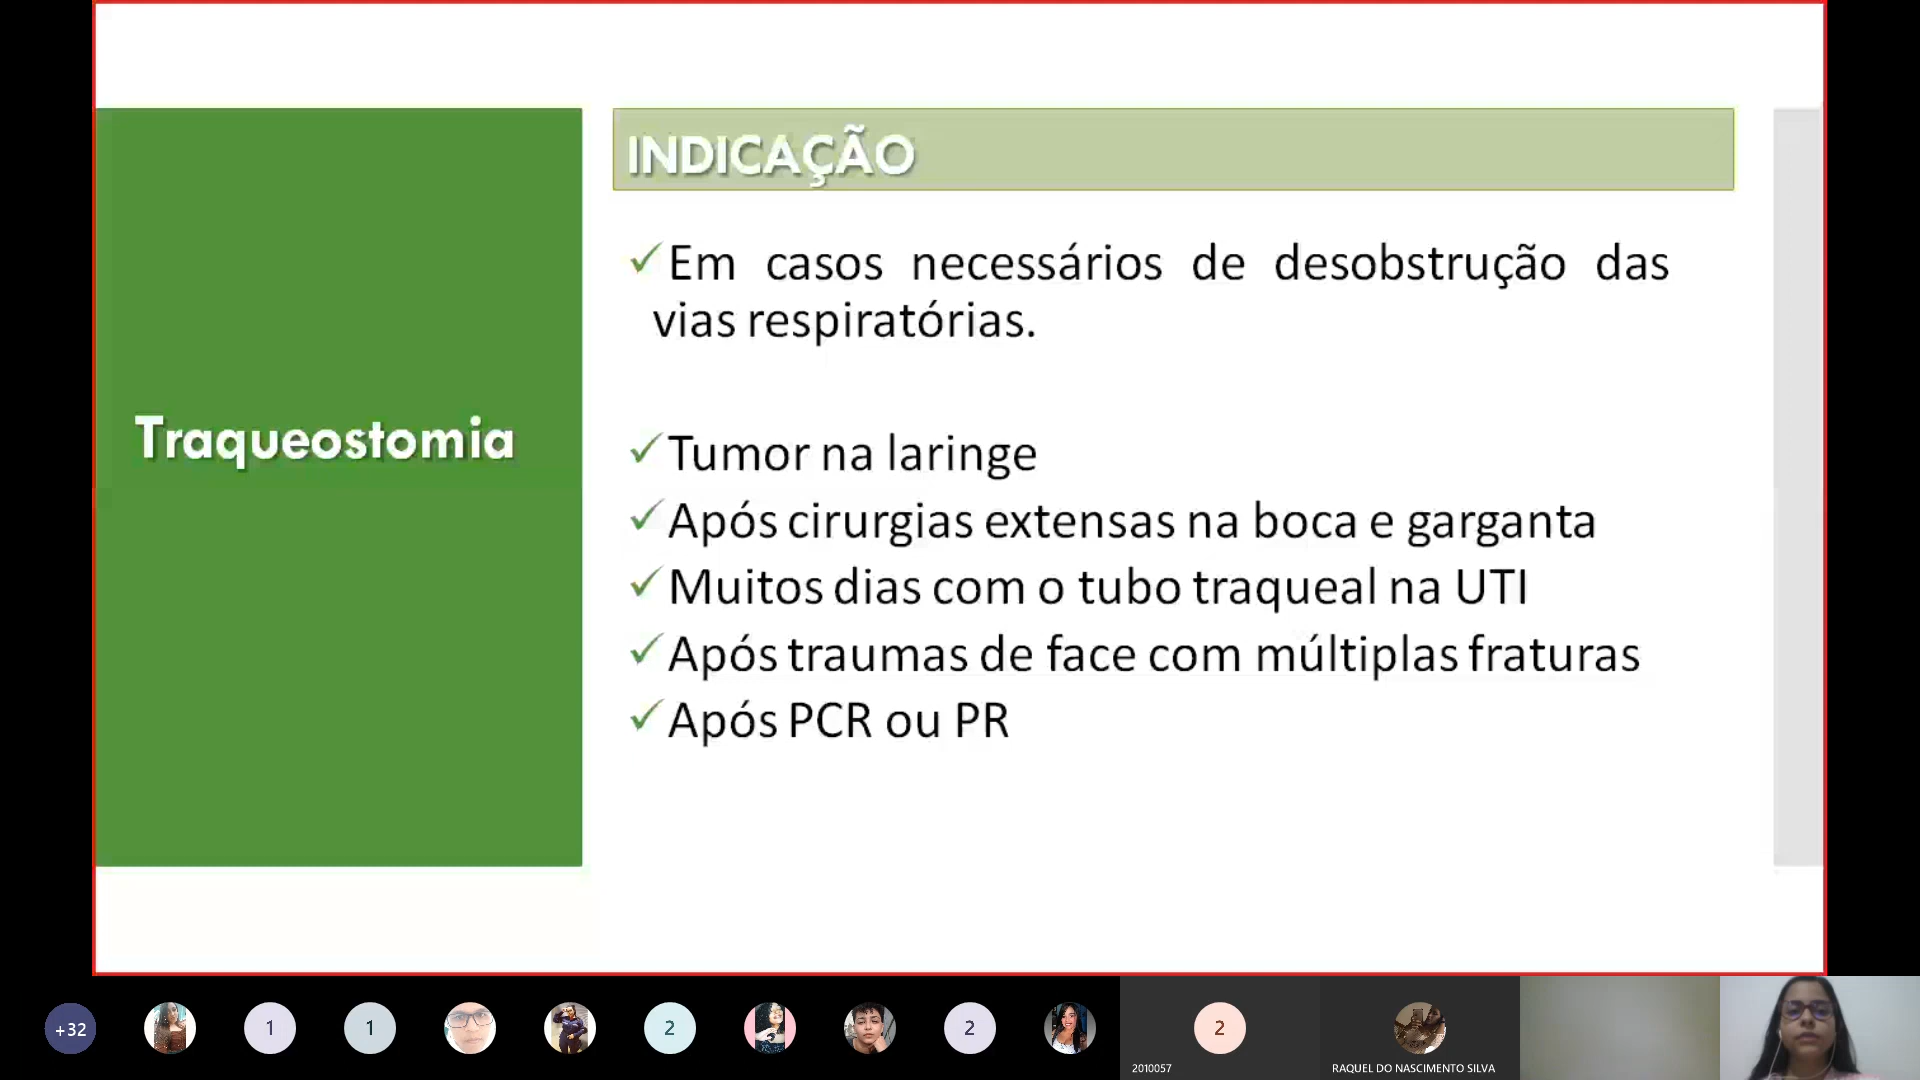 INDICAÇÃO
✓Em casos necessários de desobstrução das
vias respiratórias.
Traqueostomia
✓Tumor na laringe
✓Após cirurgias extensas na boca e garganta
✓Muitos dias com o tubo traqueal na UTI
✓Após traumas de face com múltiplas fraturas
✓Após PCR ou PR
+32
1
1
2
2
2
2010057
RAQUEL DO NASCIMENTO SILVA